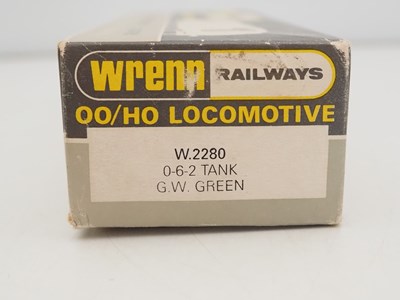 wrenn RAILWAYS
OO/HO LOCOMOTIVE
W.2280
0-6-2 TANK
G.W. GREEN